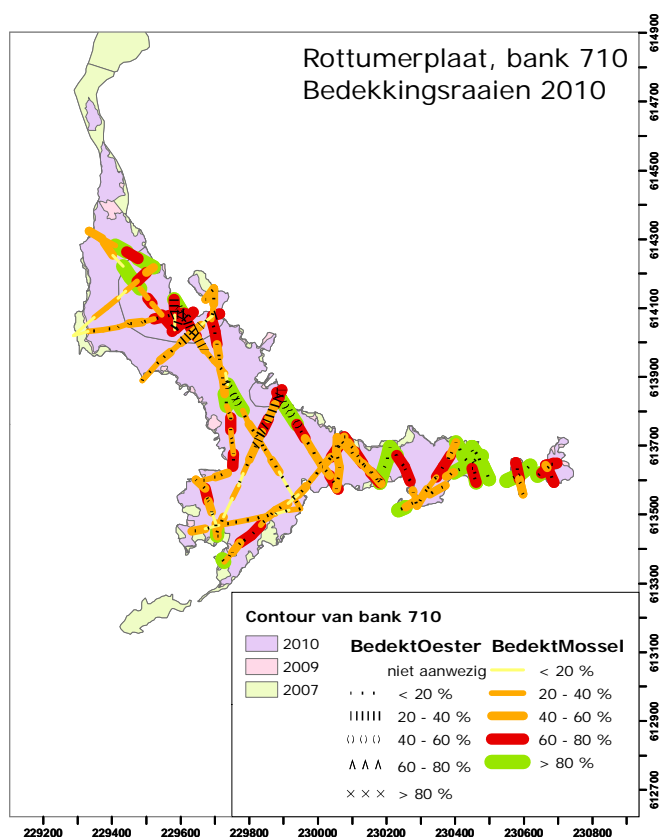 Rottumerplaat, bank 710
Bedekkingsraaien 2010
614900
614700
614500
614300
614100
613900
613700
613500
613300
613100
612900
612700
Contour van bank 710
2010
2009
2007
BedektOester
niet aanwezig
< 20 %
20 - 40 %
40 - 60 %
60 - 80 %
> 80 %
BedektMossel
< 20 %
20 - 40 %
40 - 60 %
60 - 80 %
> 80 %
229200 229400 229600 229800 230000 230200 230400 230600 230800